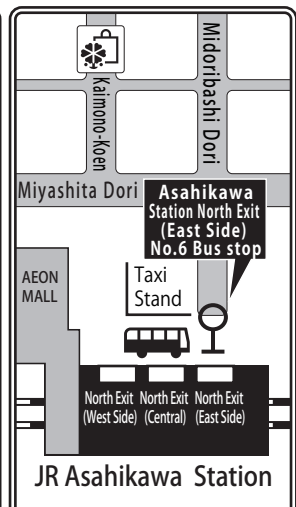 Kaimono-Koen
Midoribashi Dori
Miyashita Dori
Asahikawa
Station North Exit
(East Side)
No.6 Bus stop
AEON
MALL
Taxi
Stand
North Exit
(West Side)
North Exit
(Central)
North Exit
(East Side)
JR Asahikawa Station